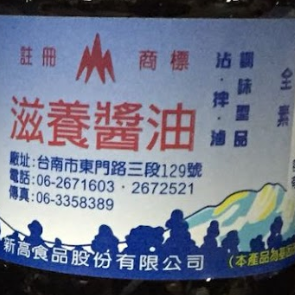 註冊 商標
滋養醬油
調味聖品
沾·拌·滷
全素
廠址:台南市東門路三段129號
電話:06-2671603·2672521
傳真:06-3358389
新高食品股份有限公司
(本產品為